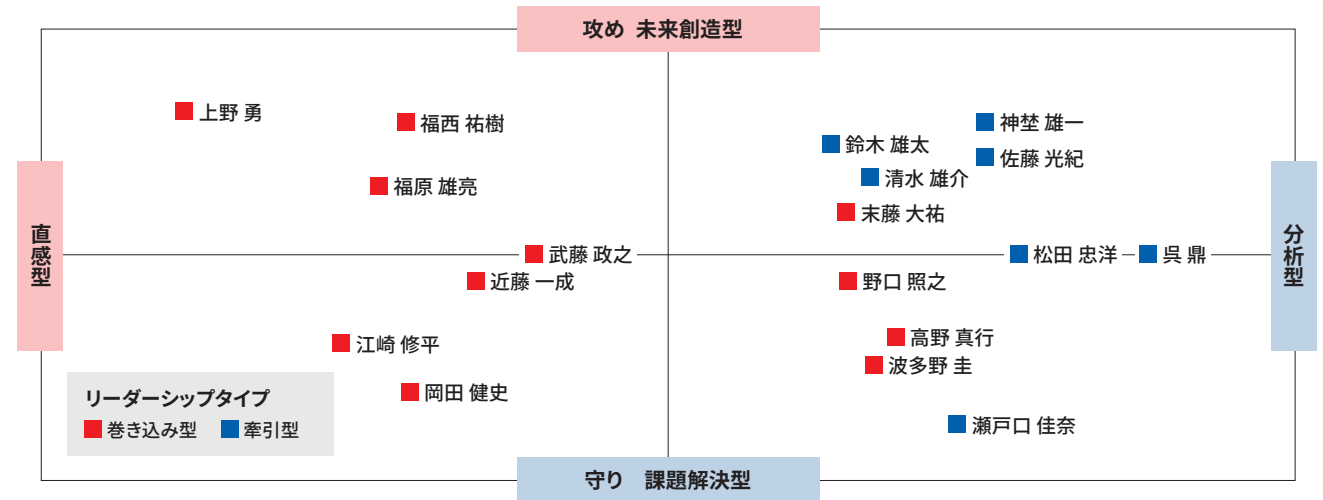 攻め 未来創造型
上野 勇
福西 祐樹
神埜 雄一
鈴木 雄太
佐藤 光紀
清水 雄介
福原 雄亮
末藤 大祐
直感型
分析型
武藤 政之
松田 忠洋
呉 鼎
近藤 一成
野口 照之
江崎 修平
高野 真行
波多野 圭
岡田 健史
瀬戸口 佳奈
リーダーシップタイプ
巻き込み型 牽引型
守り 課題解決型